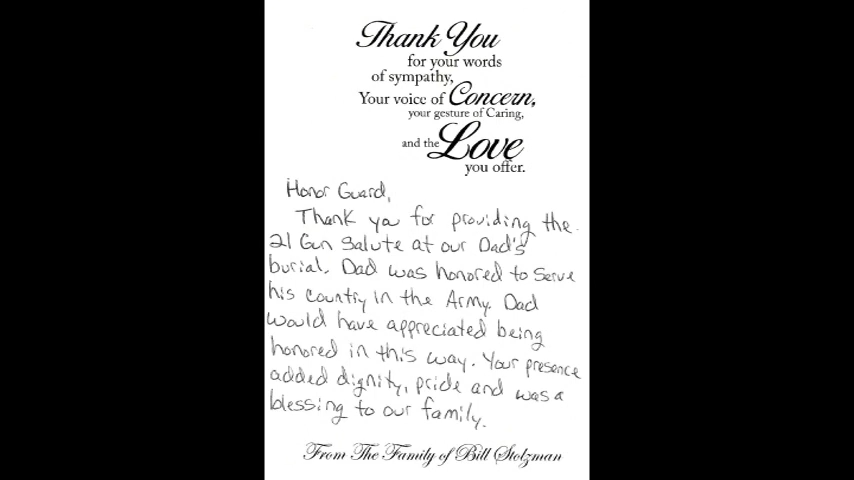 Thank You
for your words
of sympathy,
Your voice of Concern,
your gesture of Caring,
and the Love
you offer.
Honor Guard,
Thank you for providing the
21 Gun Salute at our Dad's
burial. Dad was honored to serve
his country in the Army. Dad
would have appreciated being
honored in this way. Your presence
added dignity, pride and was a
blessing to our family.
From The Family of Bill Stolzman